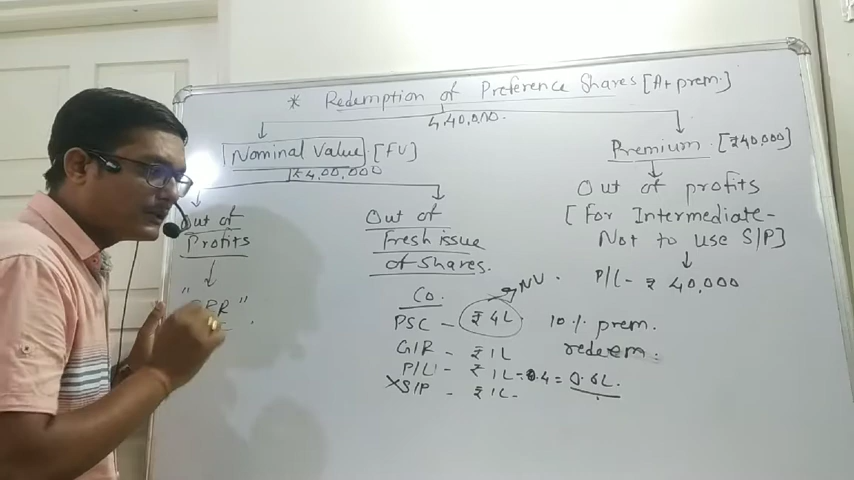 * Redemption of Preference Shares [At prem.]
4,40,000.
Nominal Value [FV]
₹4,00,000
Premium. [₹40,000]
Out of
Profits
Out of
Fresh issue
of shares.
Out of profits
[For Intermediate-
Not to use S/P]
P/L - ₹ 40,000
Co.
NV.
PSC - ₹ 4L
G/R - ₹ 1L
P/L - ₹ 1L - 0.4 = 0.6L.
XS/P - ₹ 1L -
10% prem.
redeem.